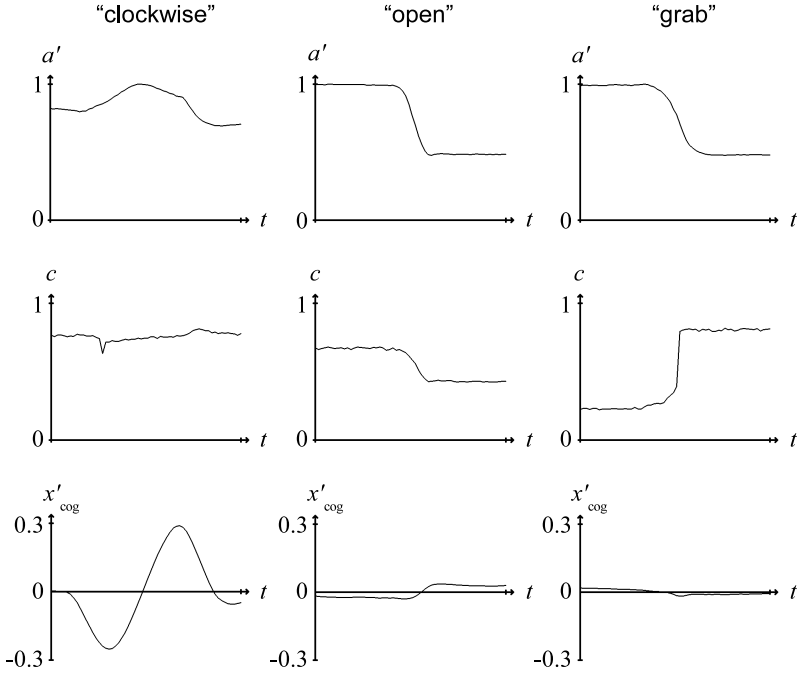 “clockwise” “open” “grab”
a′ a′ a′
1 1 1
0 t 0 t 0 t
c c c
1 1 1
0 t 0 t 0 t
x′cog x′cog x′cog
0.3 0.3 0.3
0 t 0 t 0 t
-0.3 -0.3 -0.3